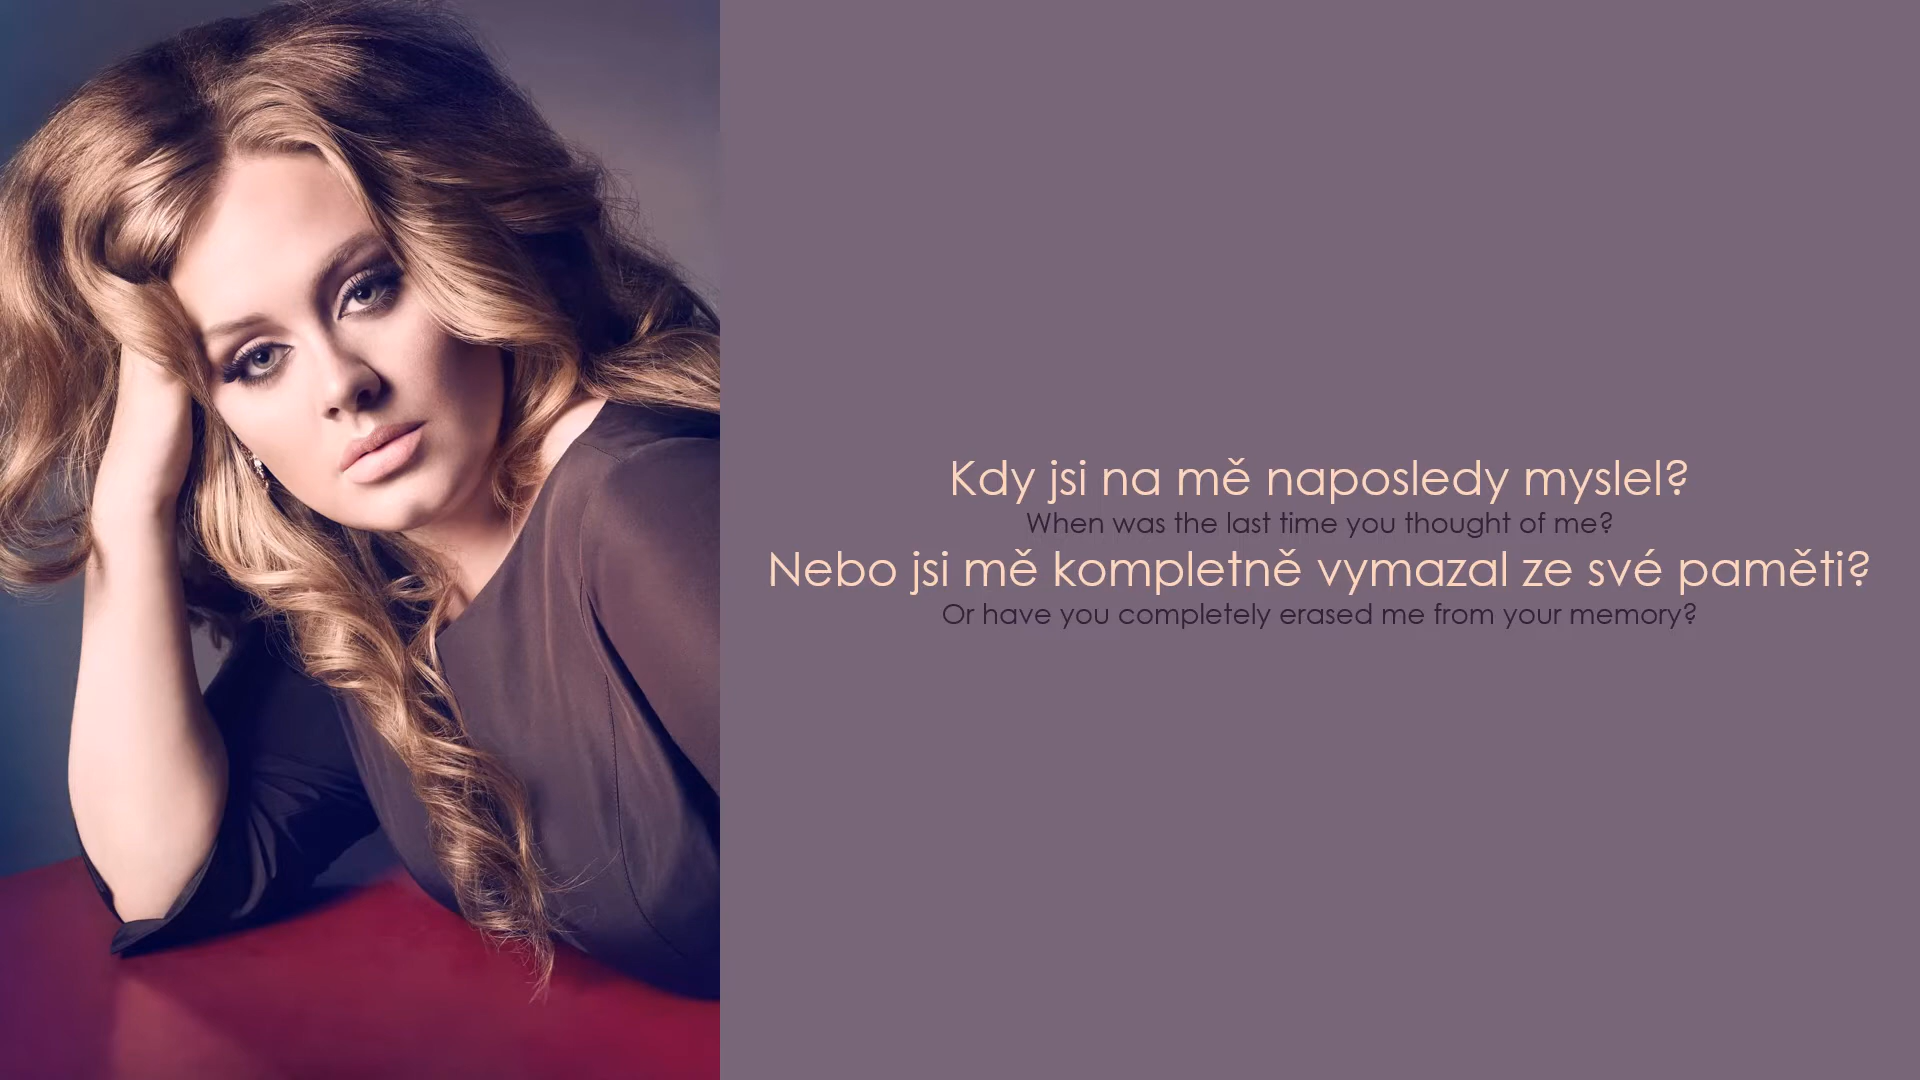 Kdy jsi na mě naposledy myslel?
When was the last time you thought of me?
Nebo jsi mě kompletně vymazal ze své paměti?
Or have you completely erased me from your memory?